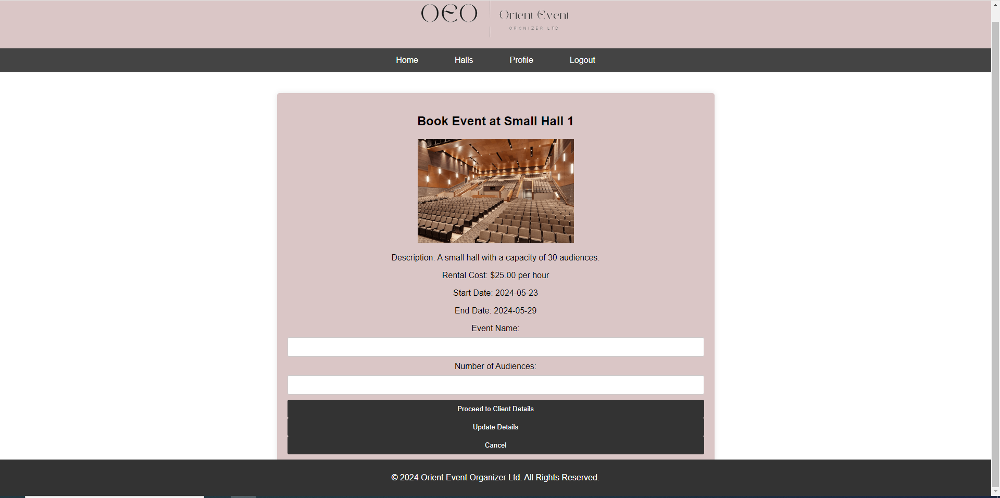 OEO
Orient Event
ORGNIZER LTD
Home Halls Profile Logout
Book Event at Small Hall 1
Description: A small hall with a capacity of 30 audiences.
Rental Cost: $25.00 per hour
Start Date: 2024-05-23
End Date: 2024-05-29
Event Name:
Number of Audiences:
Proceed to Client Details
Update Details
Cancel
© 2024 Orient Event Organizer Ltd. All Rights Reserved.